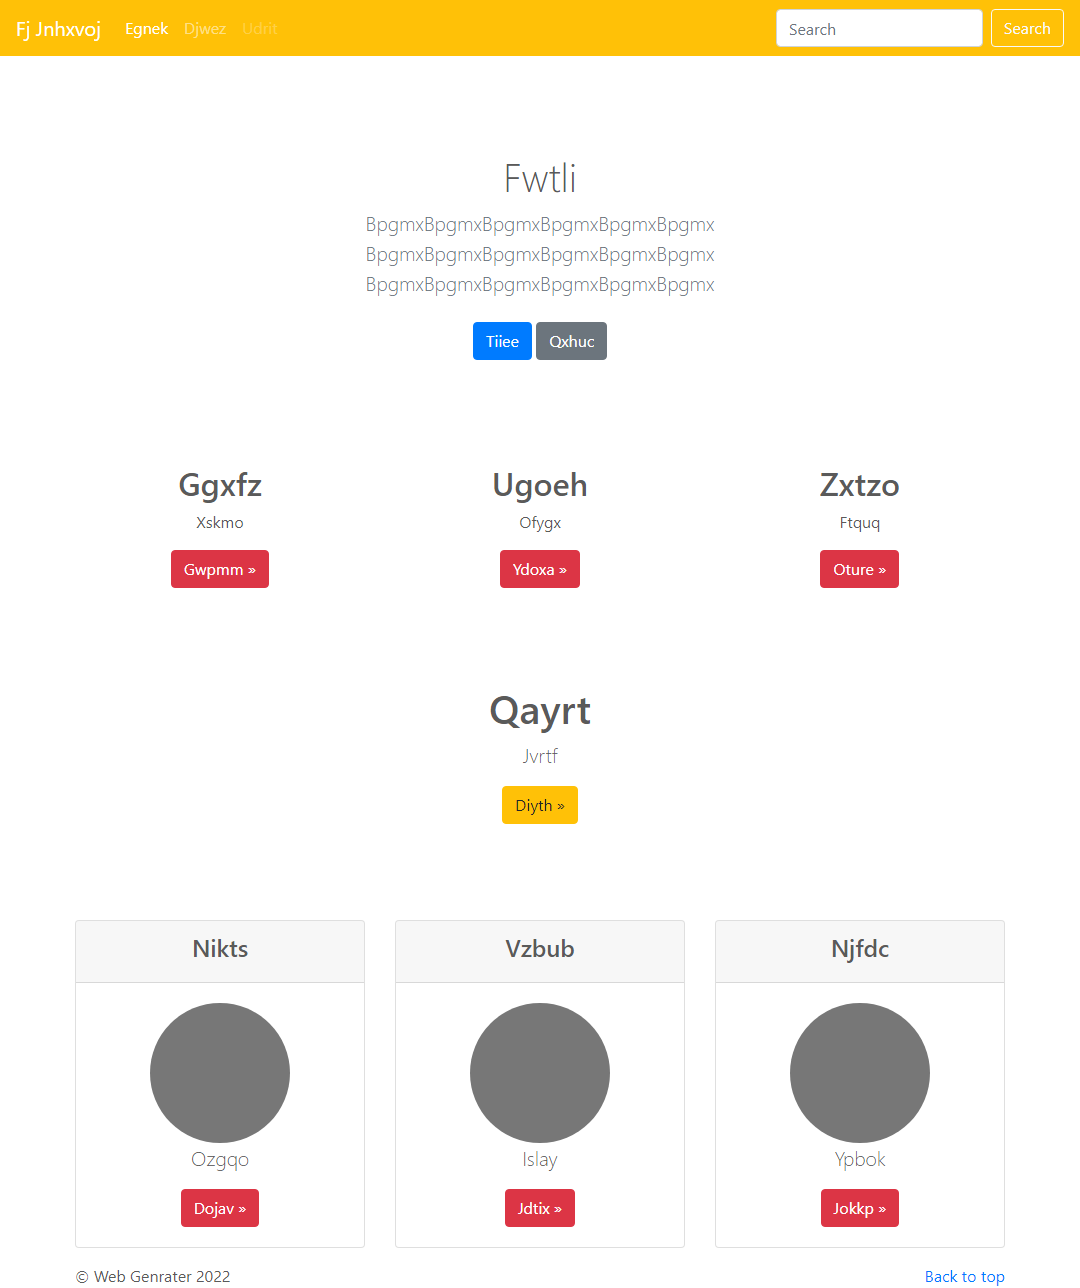 Fj Jnhxvoj Egnek Djwez Udrit Search Search
Fwtli
BpgmxBpgmxBpgmxBpgmxBpgmxBpgmx
BpgmxBpgmxBpgmxBpgmxBpgmxBpgmx
BpgmxBpgmxBpgmxBpgmxBpgmxBpgmx
Tiiee Qxhuc
Ggxfz Ugoeh Zxtzo
Xskmo Ofygx Ftquq
Gwpmm » Ydoxa » Oture »
Qayrt
Jvrtf
Diyth »
Nikts Vzbub Njfdc
Ozgqo Islay Ypbok
Dojav » Jdtix » Jokkp »
© Web Genrater 2022 Back to top